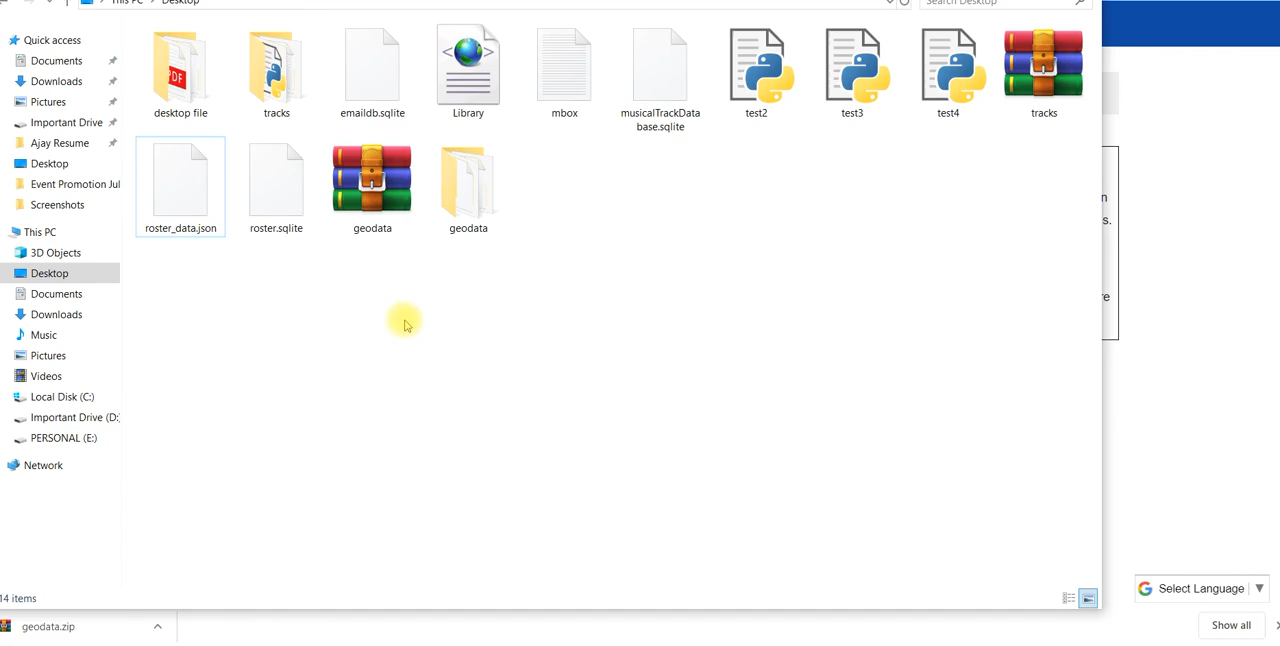 This PC > Desktop
Search Desktop
Quick access
Documents
Downloads
Pictures
Important Drive
Ajay Resume
Desktop
Event Promotion Jul
Screenshots
This PC
3D Objects
Desktop
Documents
Downloads
Music
Pictures
Videos
Local Disk (C:)
Important Drive (D:)
PERSONAL (E:)
Network
PDF
desktop file
tracks
emaildb.sqlite
Library
mbox
musicalTrackData
base.sqlite
test2
test3
test4
tracks
roster_data.json
roster.sqlite
geodata
geodata
n
s.
re
14 items
Select Language
geodata.zip
Show all